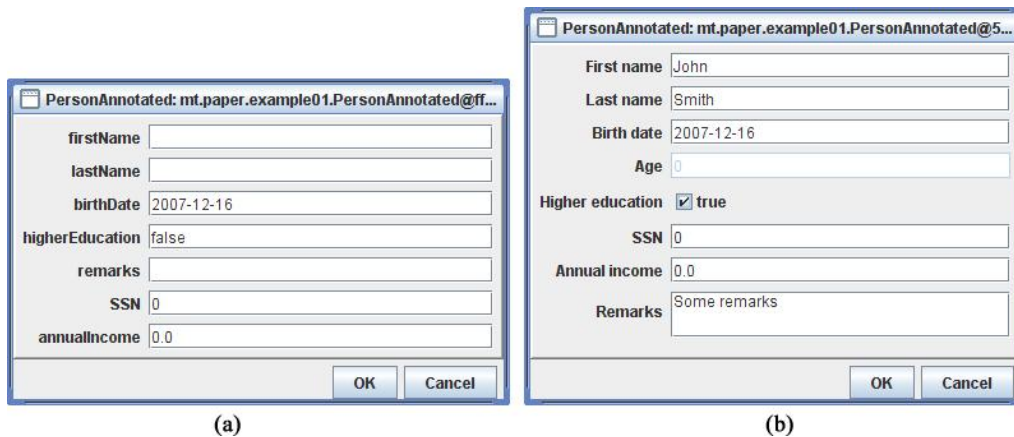 PersonAnnotated: mt.paper.example01.PersonAnnotated@ff...
firstName
lastName
birthDate 2007-12-16
higherEducation false
remarks
SSN 0
annualIncome 0.0
OK Cancel
(a)
PersonAnnotated: mt.paper.example01.PersonAnnotated@5...
First name John
Last name Smith
Birth date 2007-12-16
Age 0
Higher education true
SSN 0
Annual income 0.0
Remarks Some remarks
OK Cancel
(b)